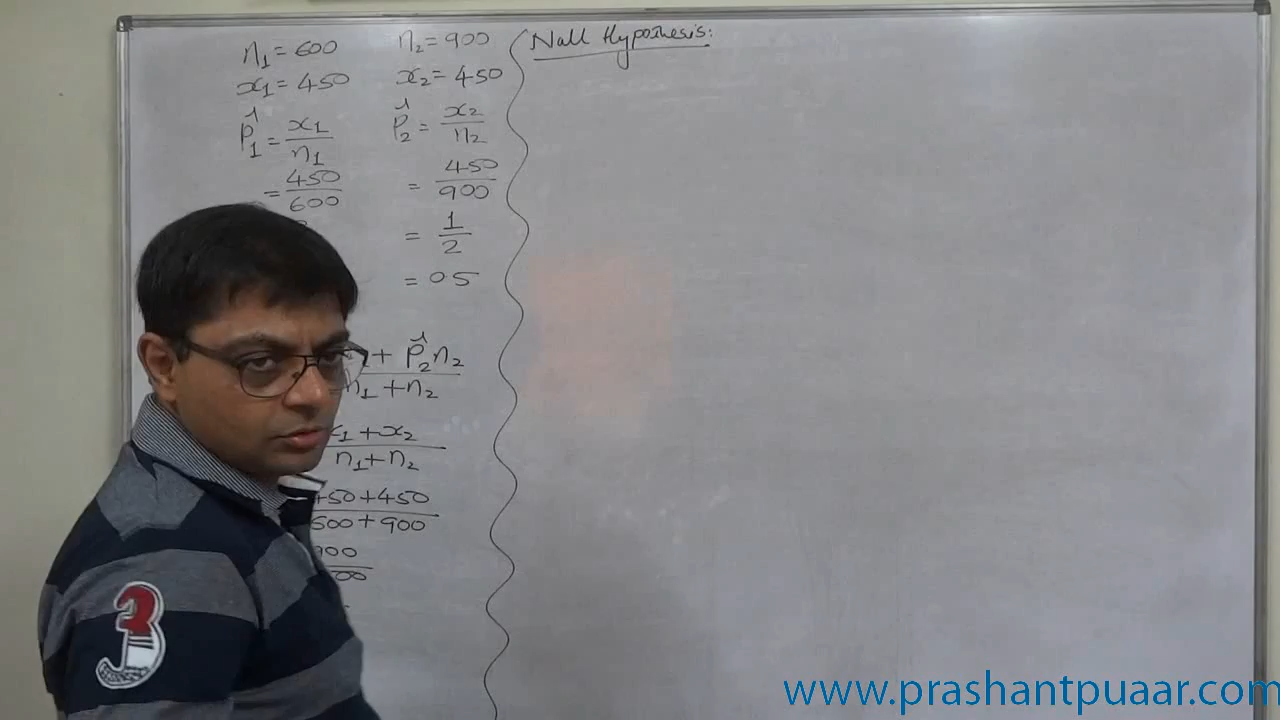 n₁ = 600
x₁ = 450
p̂₁ = x₁/n₁
= 450/600
n₂ = 900
x₂ = 450
p̂₂ = x₂/n₂
= 450/900
= 1/2
= 0.5
+ p̂₂n₂
n₁ + n₂
x₁ + x₂
n₁ + n₂
450 + 450
600 + 900
900
Null Hypothesis:
3
www.prashantpuaar.com